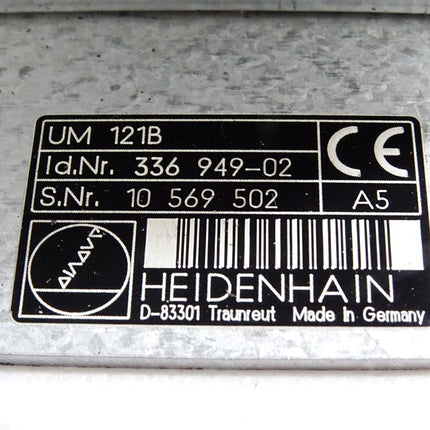 UM 121B
Id.Nr. 336 949-02
S.Nr. 10 569 502 A5
CE
HEIDENHAIN
D-83301 Traunreut Made in Germany